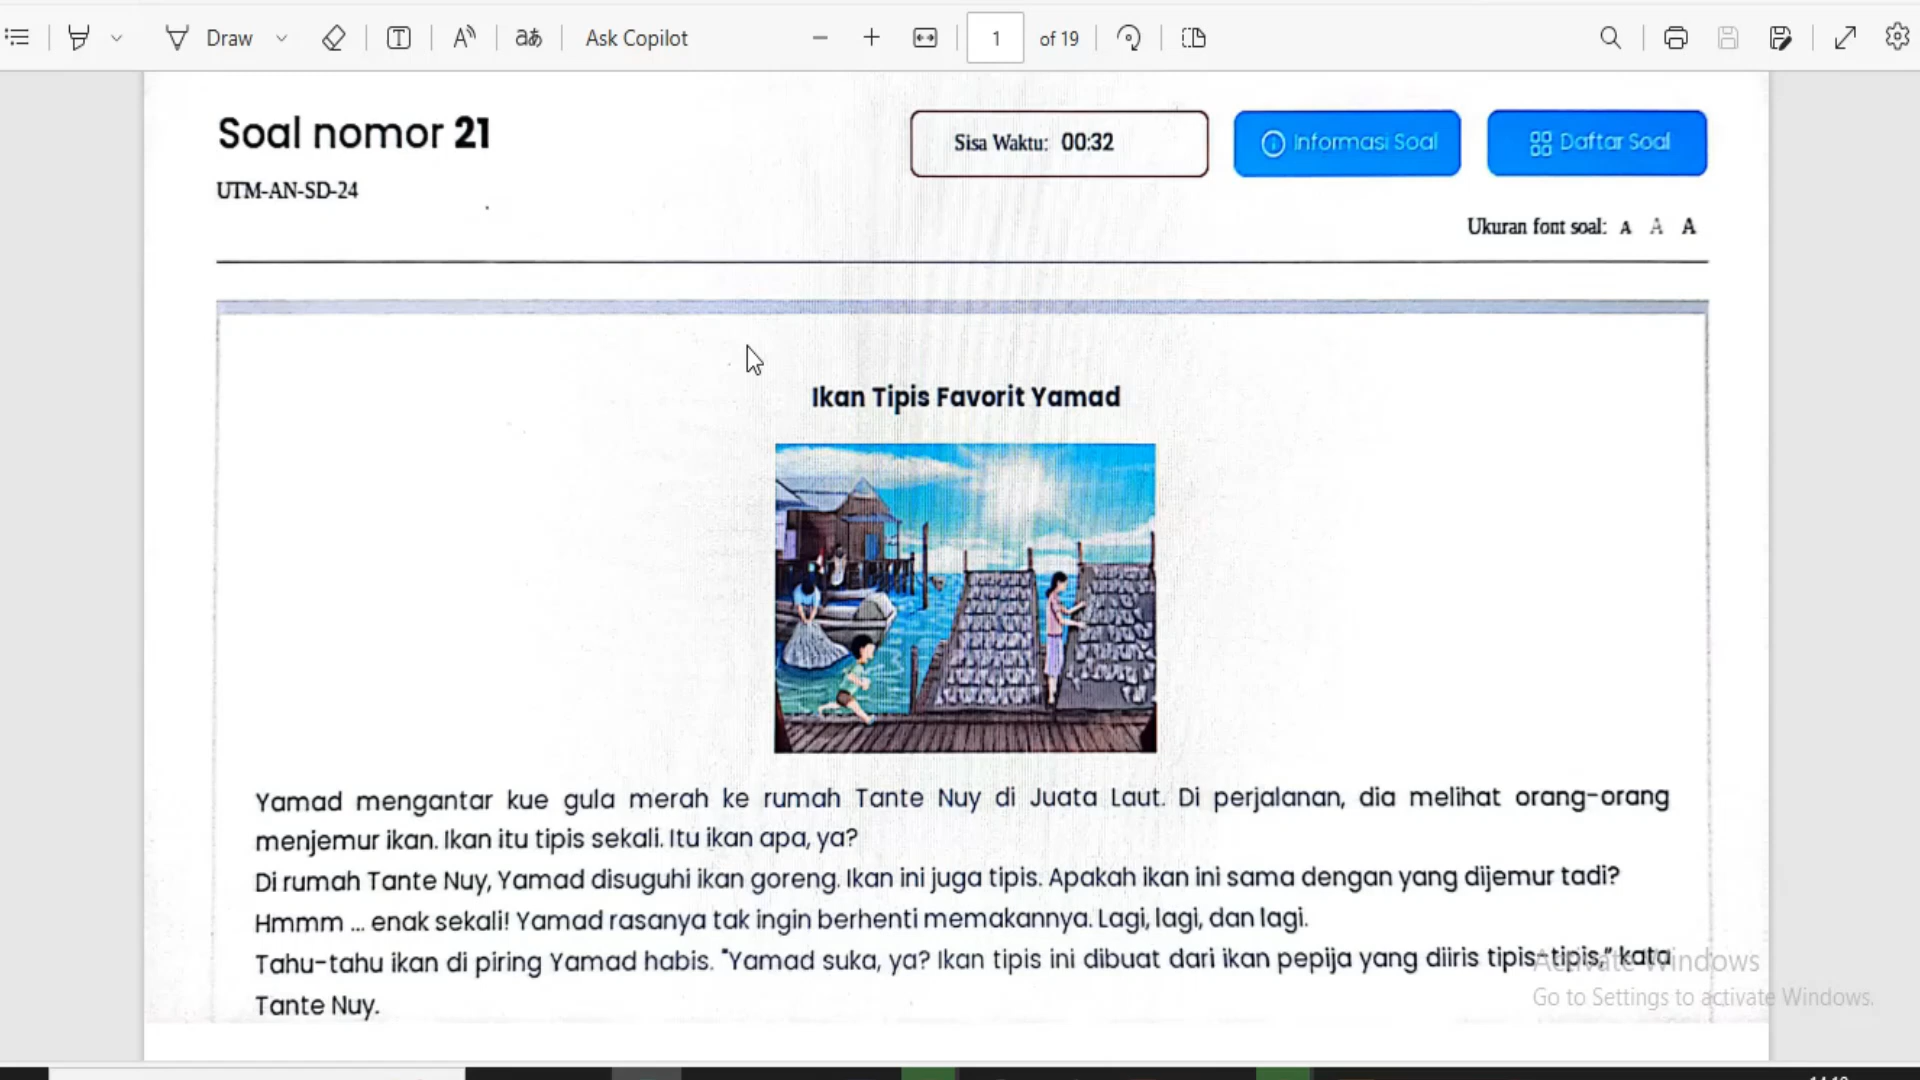 Draw
Ask Copilot
1 of 19
Soal nomor 21
Sisa Waktu: 00:32
Informasi Soal
Daftar Soal
UTM-AN-SD-24
Ukuran font soal: A A A
Ikan Tipis Favorit Yamad
Yamad mengantar kue gula merah ke rumah Tante Nuy di Juata Laut. Di perjalanan, dia melihat orang-orang
menjemur ikan. Ikan itu tipis sekali. Itu ikan apa, ya?
Di rumah Tante Nuy, Yamad disuguhi ikan goreng. Ikan ini juga tipis. Apakah ikan ini sama dengan yang dijemur tadi?
Hmmm ... enak sekali! Yamad rasanya tak ingin berhenti memakannya. Lagi, lagi, dan lagi.
Tahu-tahu ikan di piring Yamad habis. "Yamad suka, ya? Ikan tipis ini dibuat dari ikan pepija yang diiris tipis-tipis," kata
Tante Nuy.
Activate Windows
Go to Settings to activate Windows.